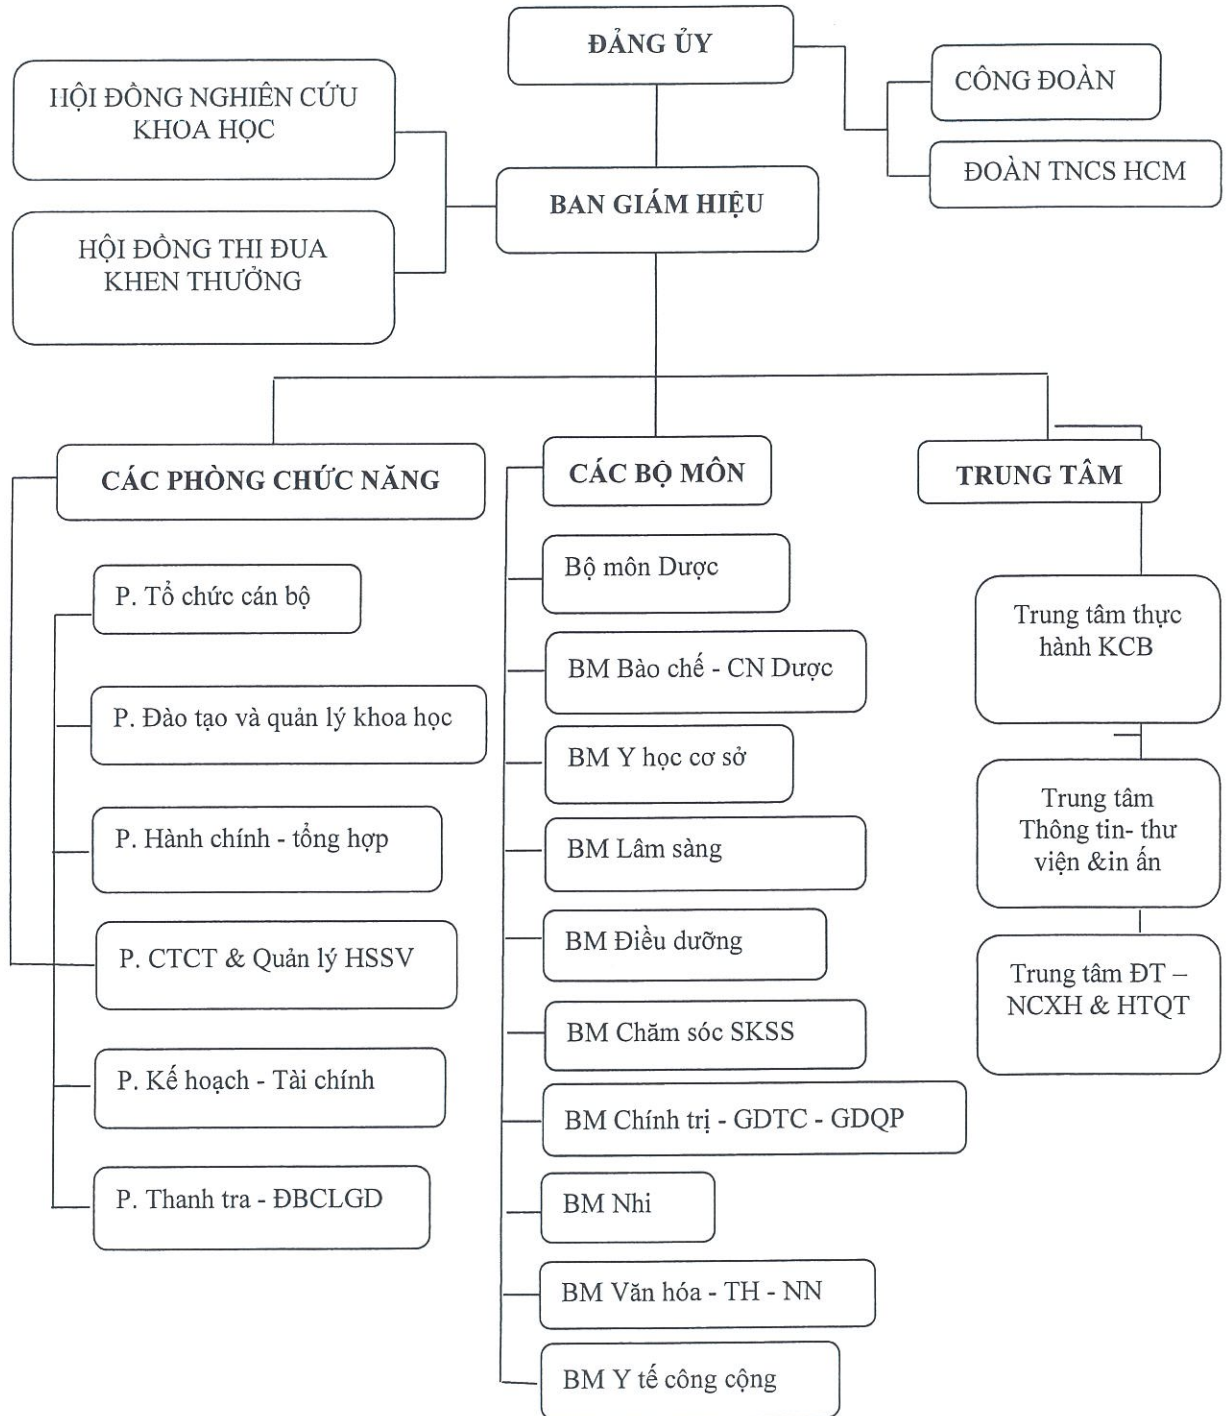 ĐẢNG ỦY
CÔNG ĐOÀN
ĐOÀN TNCS HCM
HỘI ĐỒNG NGHIÊN CỨU
KHOA HỌC
BAN GIÁM HIỆU
HỘI ĐỒNG THI ĐUA
KHEN THƯỞNG
CÁC PHÒNG CHỨC NĂNG
P. Tổ chức cán bộ
P. Đào tạo và quản lý khoa học
P. Hành chính - tổng hợp
P. CTCT & Quản lý HSSV
P. Kế hoạch - Tài chính
P. Thanh tra - ĐBCLGD
CÁC BỘ MÔN
Bộ môn Dược
BM Bào chế - CN Dược
BM Y học cơ sở
BM Lâm sàng
BM Điều dưỡng
BM Chăm sóc SKSS
BM Chính trị - GDTC - GDQP
BM Nhi
BM Văn hóa - TH - NN
BM Y tế công cộng
TRUNG TÂM
Trung tâm thực
hành KCB
Trung tâm
Thông tin- thư
viện &in ấn
Trung tâm ĐT –
NCXH & HTQT